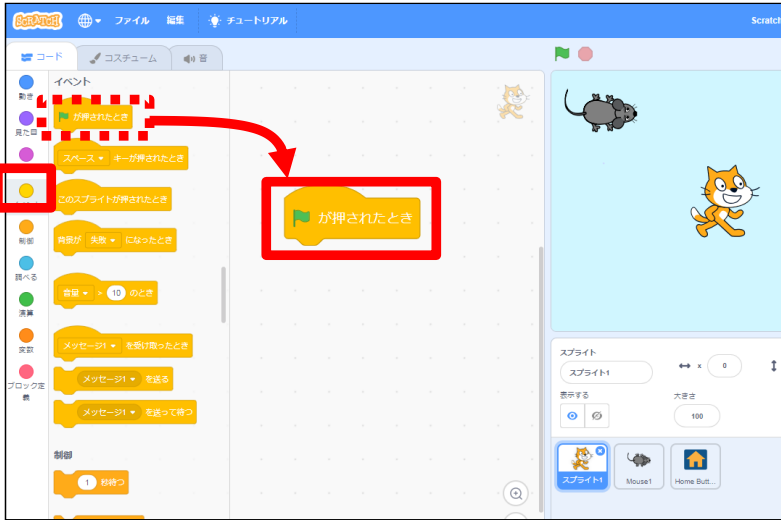 SCRATCH ファイル 編集 チュートリアル Scratch
コード コスチューム 音
動き
見た目
制御
調べる
演算
変数
ブロック定
義
イベント
が押されたとき
スペース キーが押されたとき
このスプライトが押されたとき
背景が 失敗 になったとき
音量 > 10 のとき
メッセージ1 を受け取ったとき
メッセージ1 を送る
メッセージ1 を送って待つ
制御
1 秒待つ
が押されたとき
スプライト
スプライト1 x 0
表示する 大きさ
100
スプライト1 Mouse1 Home Butt...